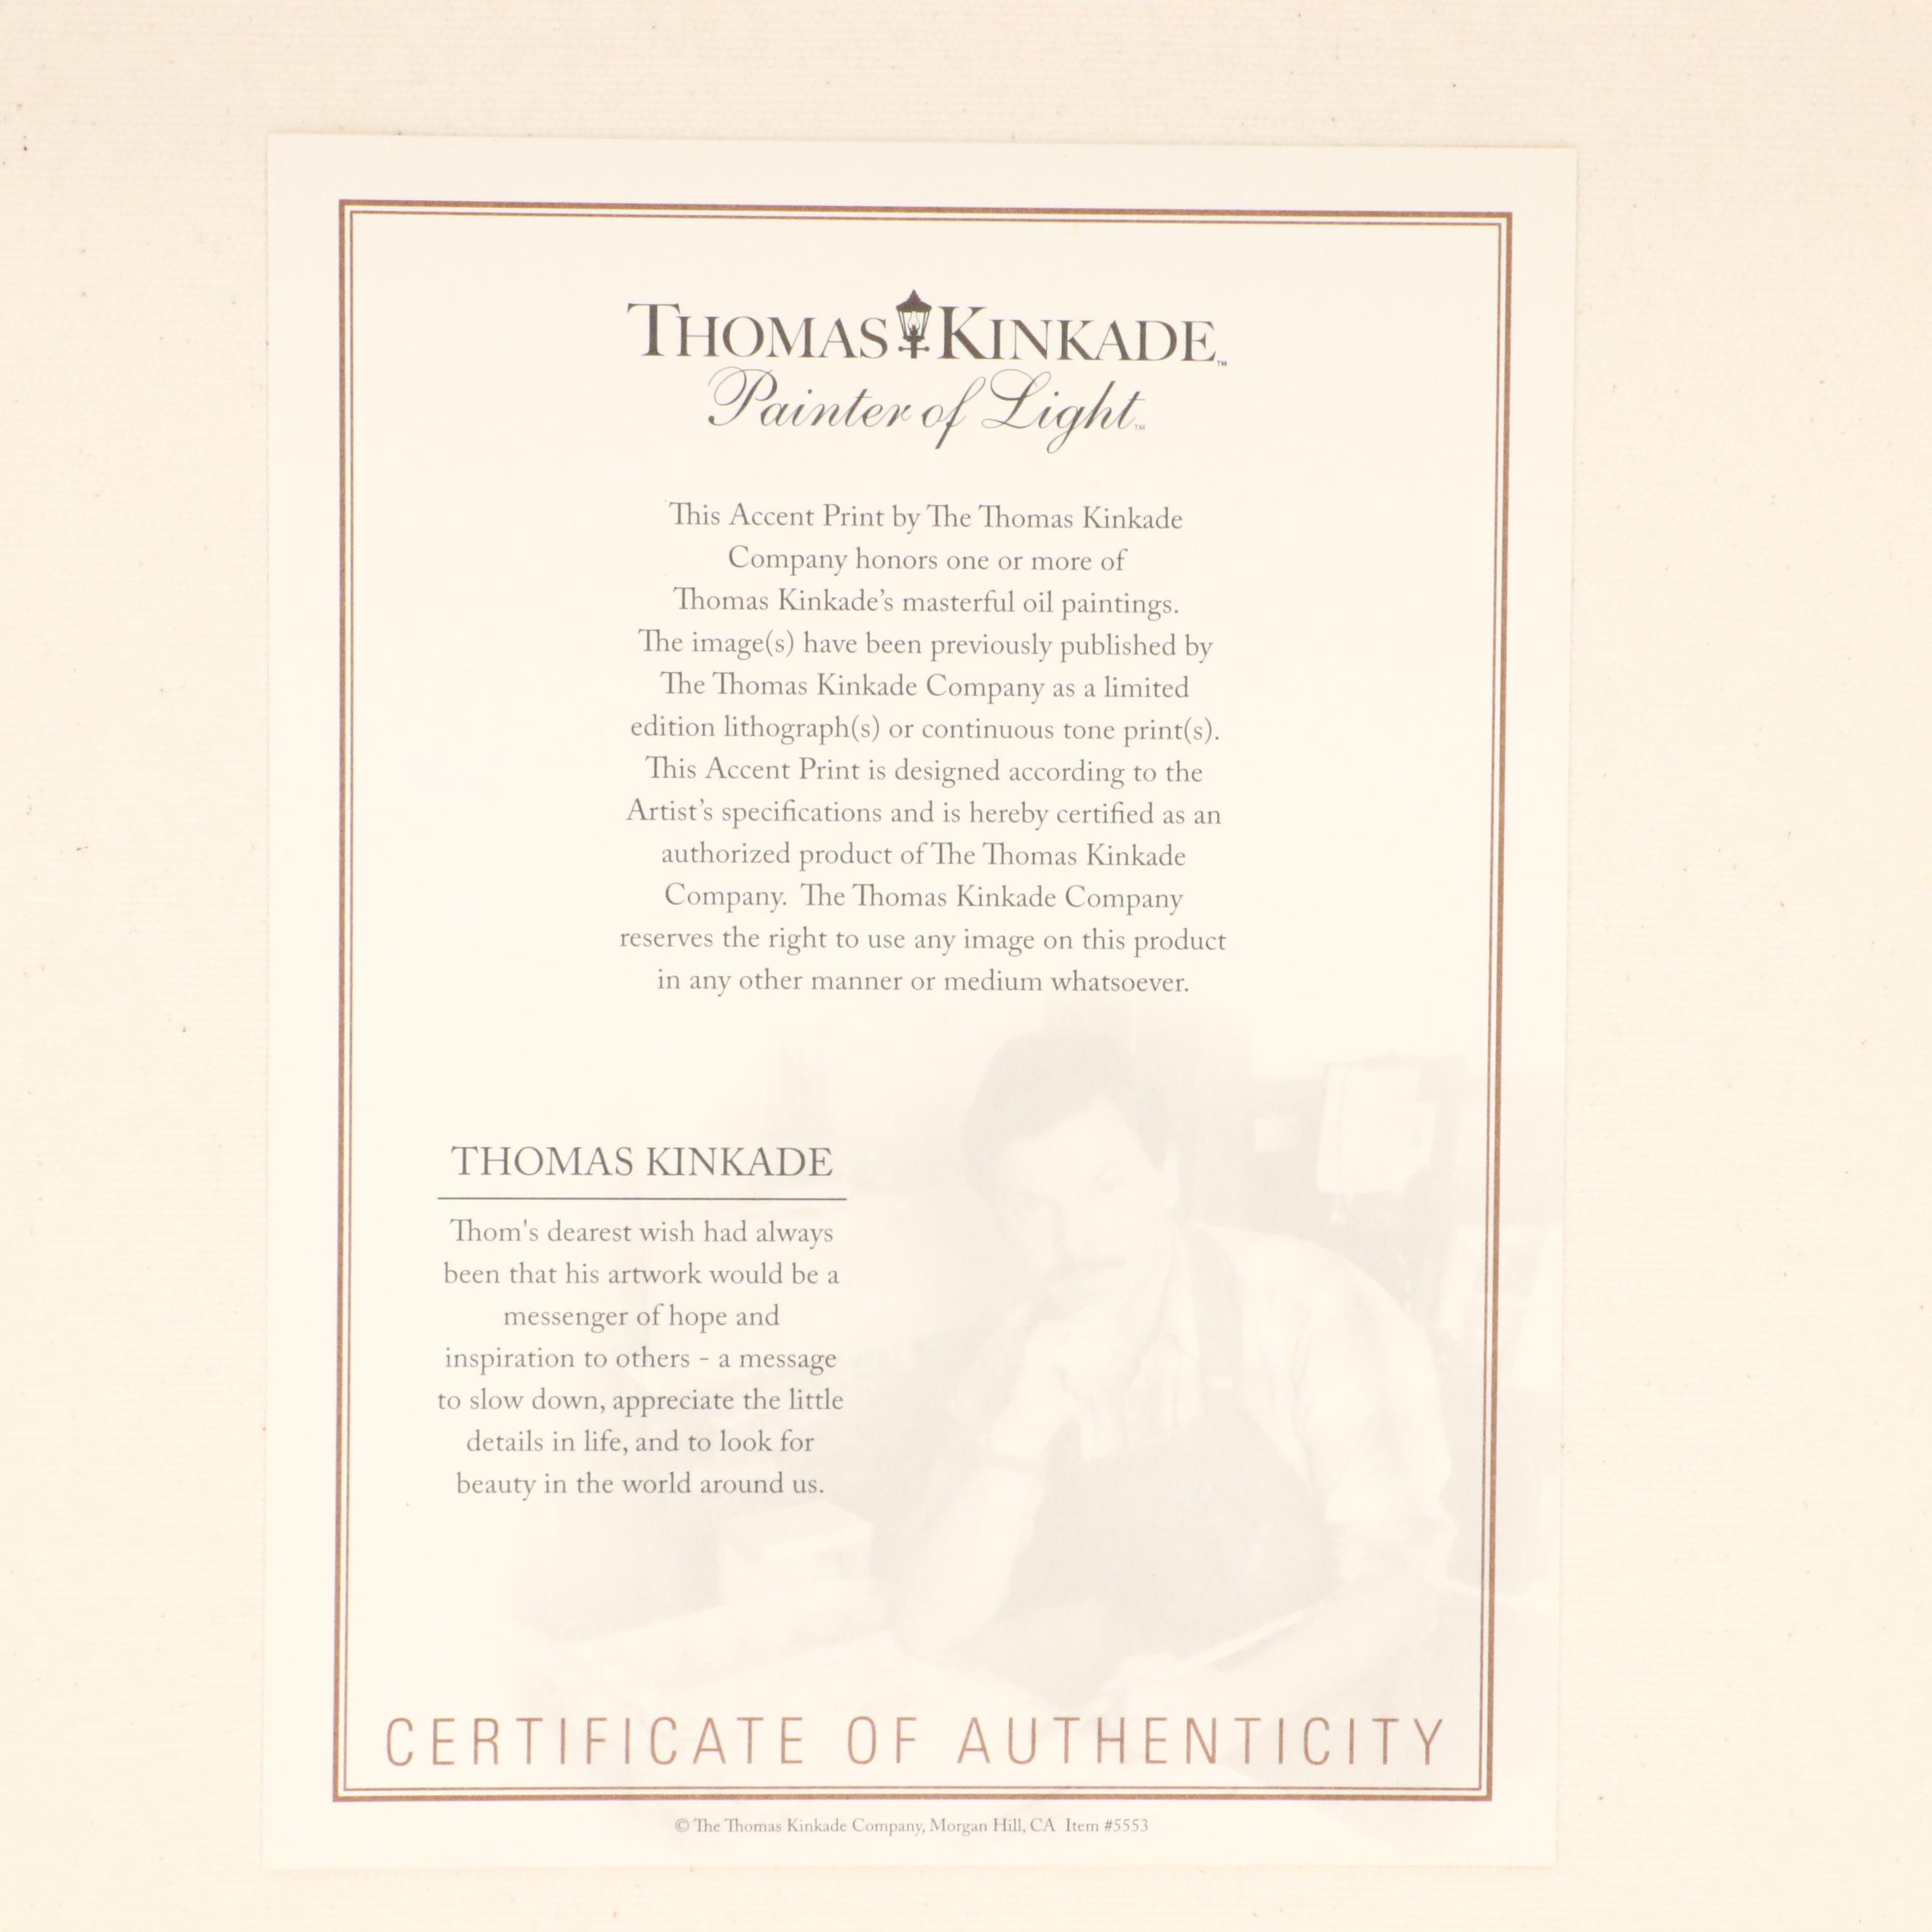 THOMAS KINKADE™
Painter of Light™
This Accent Print by The Thomas Kinkade
Company honors one or more of
Thomas Kinkade's masterful oil paintings.
The image(s) have been previously published by
The Thomas Kinkade Company as a limited
edition lithograph(s) or continuous tone print(s).
This Accent Print is designed according to the
Artist's specifications and is hereby certified as an
authorized product of The Thomas Kinkade
Company. The Thomas Kinkade Company
reserves the right to use any image on this product
in any other manner or medium whatsoever.
THOMAS KINKADE
Thom's dearest wish had always
been that his artwork would be a
messenger of hope and
inspiration to others - a message
to slow down, appreciate the little
details in life, and to look for
beauty in the world around us.
CERTIFICATE OF AUTHENTICITY
© The Thomas Kinkade Company, Morgan Hill, CA Item #5553